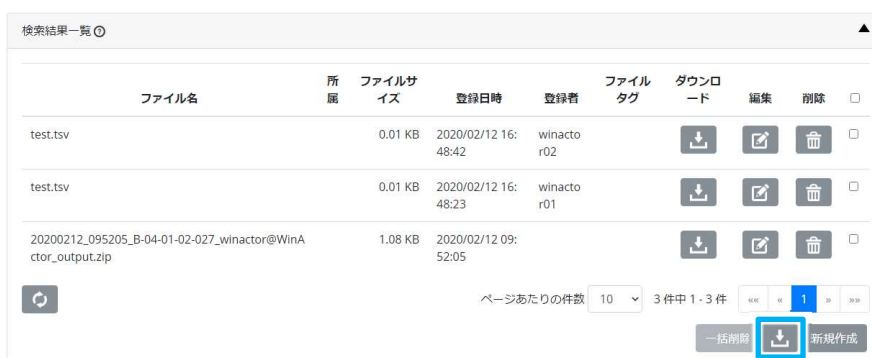 検索結果一覧
ファイル名 所属 ファイルサイズ 登録日時 登録者 ファイルタグ ダウンロード 編集 削除
test.tsv 0.01 KB 2020/02/12 16:48:42 winactor02
test.tsv 0.01 KB 2020/02/12 16:48:23 winactor01
20200212_095205_B-04-01-02-027_winactor@WinA
ctor_output.zip 1.08 KB 2020/02/12 09:52:05
ページあたりの件数 10 3 件中 1 - 3 件 «« « 1 » »»
一括削除 新規作成